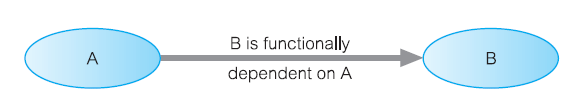 A
B is functionally
dependent on A
B